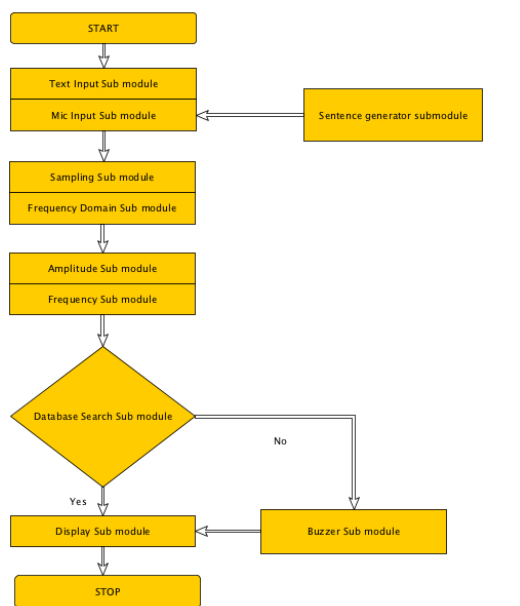 START
Text Input Sub module
Mic Input Sub module
Sentence generator submodule
Sampling Sub module
Frequency Domain Sub module
Amplitude Sub module
Frequency Sub module
Database Search Sub module
No
Yes
Display Sub module
Buzzer Sub module
STOP